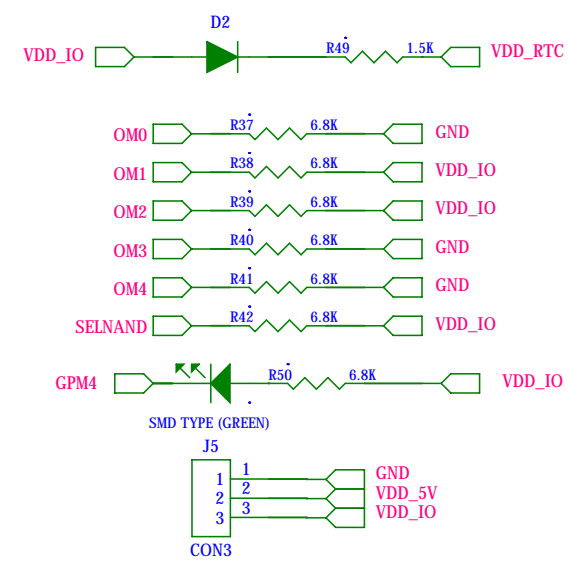 D2
VDD_IO R49 1.5K VDD_RTC
OM0 R37 6.8K GND
OM1 R38 6.8K VDD_IO
OM2 R39 6.8K VDD_IO
OM3 R40 6.8K GND
OM4 R41 6.8K GND
SELNAND R42 6.8K VDD_IO
GPM4 R50 6.8K VDD_IO
SMD TYPE (GREEN)
J5
1 1 GND
2 2 VDD_5V
3 3 VDD_IO
CON3